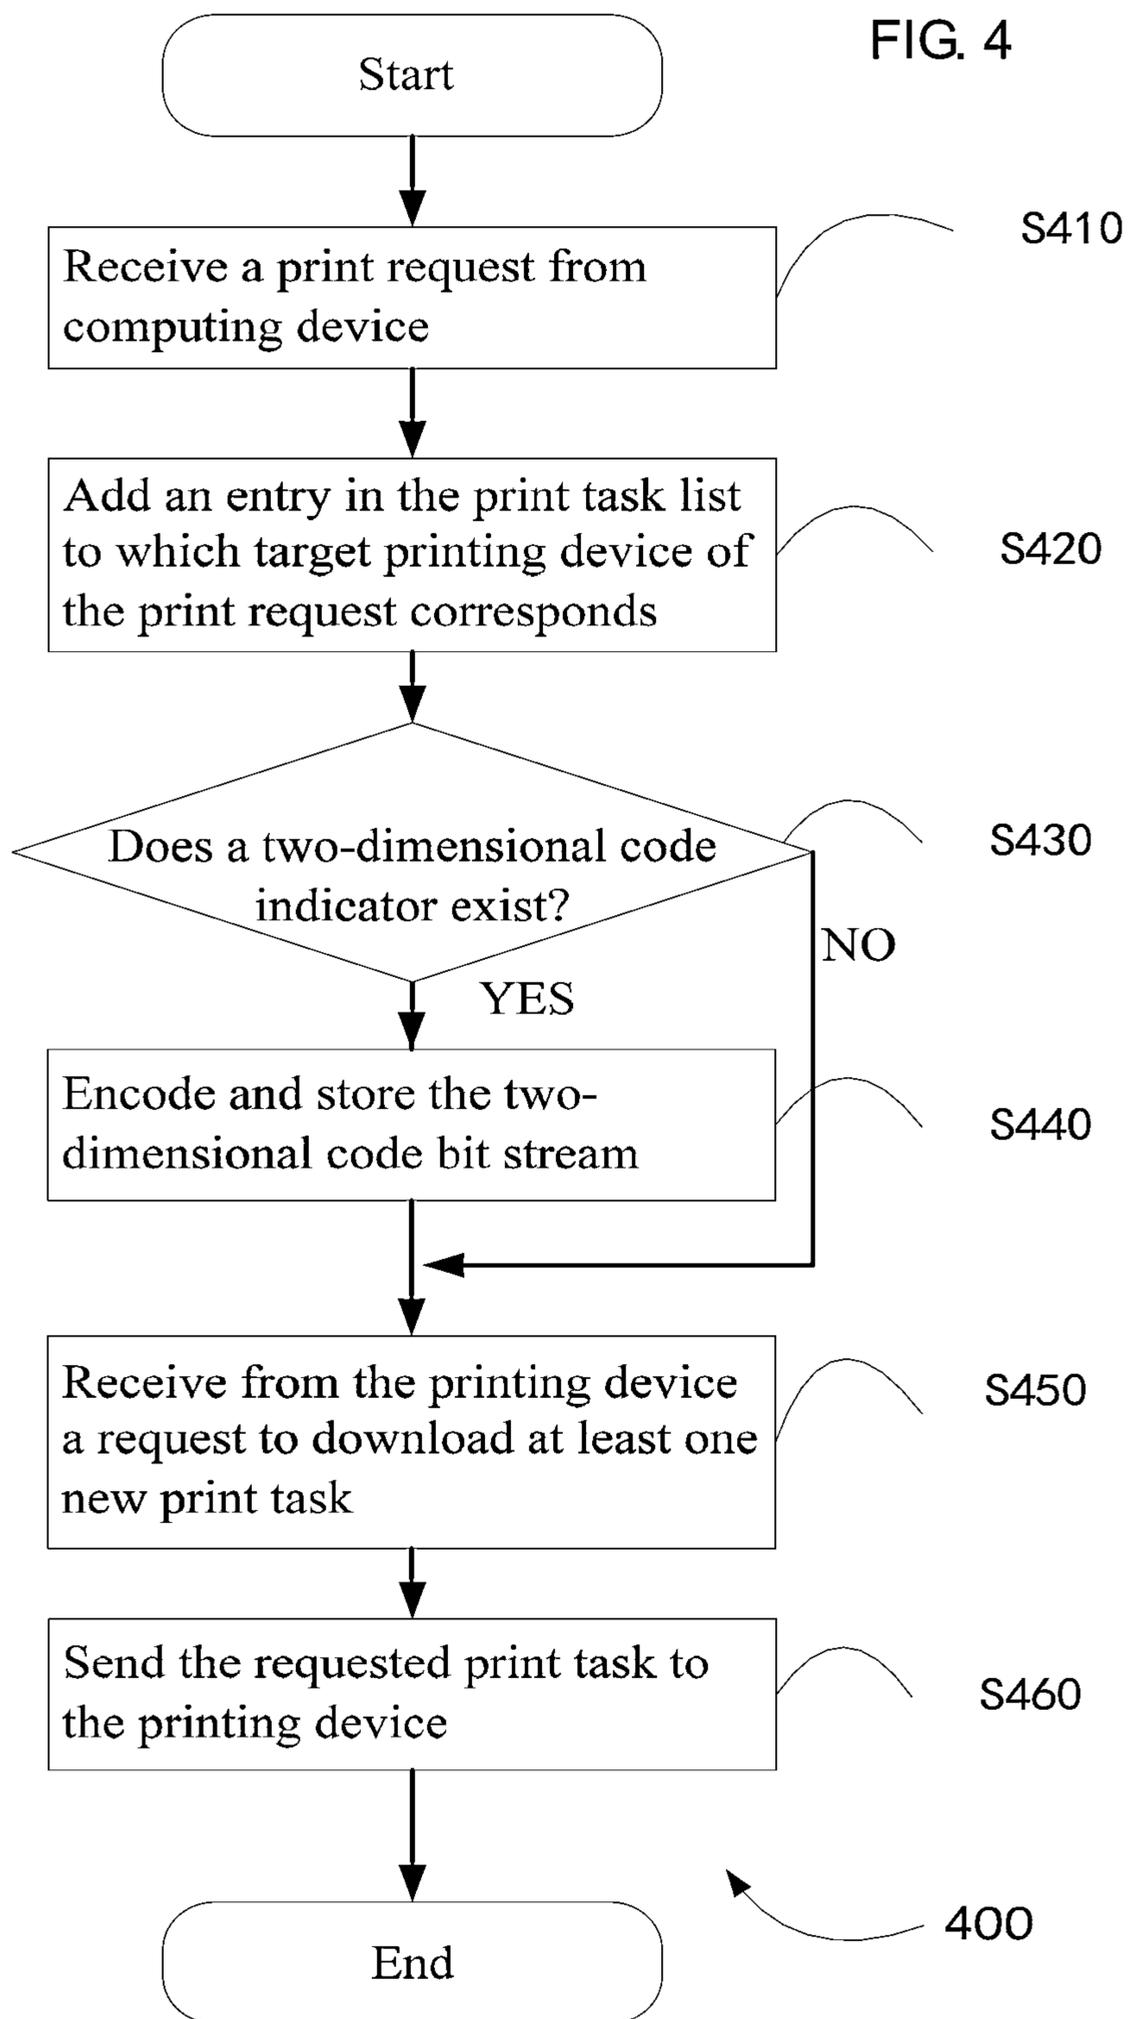 FIG. 4
Start
Receive a print request from
computing device
S410
Add an entry in the print task list
to which target printing device of
the print request corresponds
S420
Does a two-dimensional code
indicator exist?
S430
NO
YES
Encode and store the two-
dimensional code bit stream
S440
Receive from the printing device
a request to download at least one
new print task
S450
Send the requested print task to
the printing device
S460
400
End